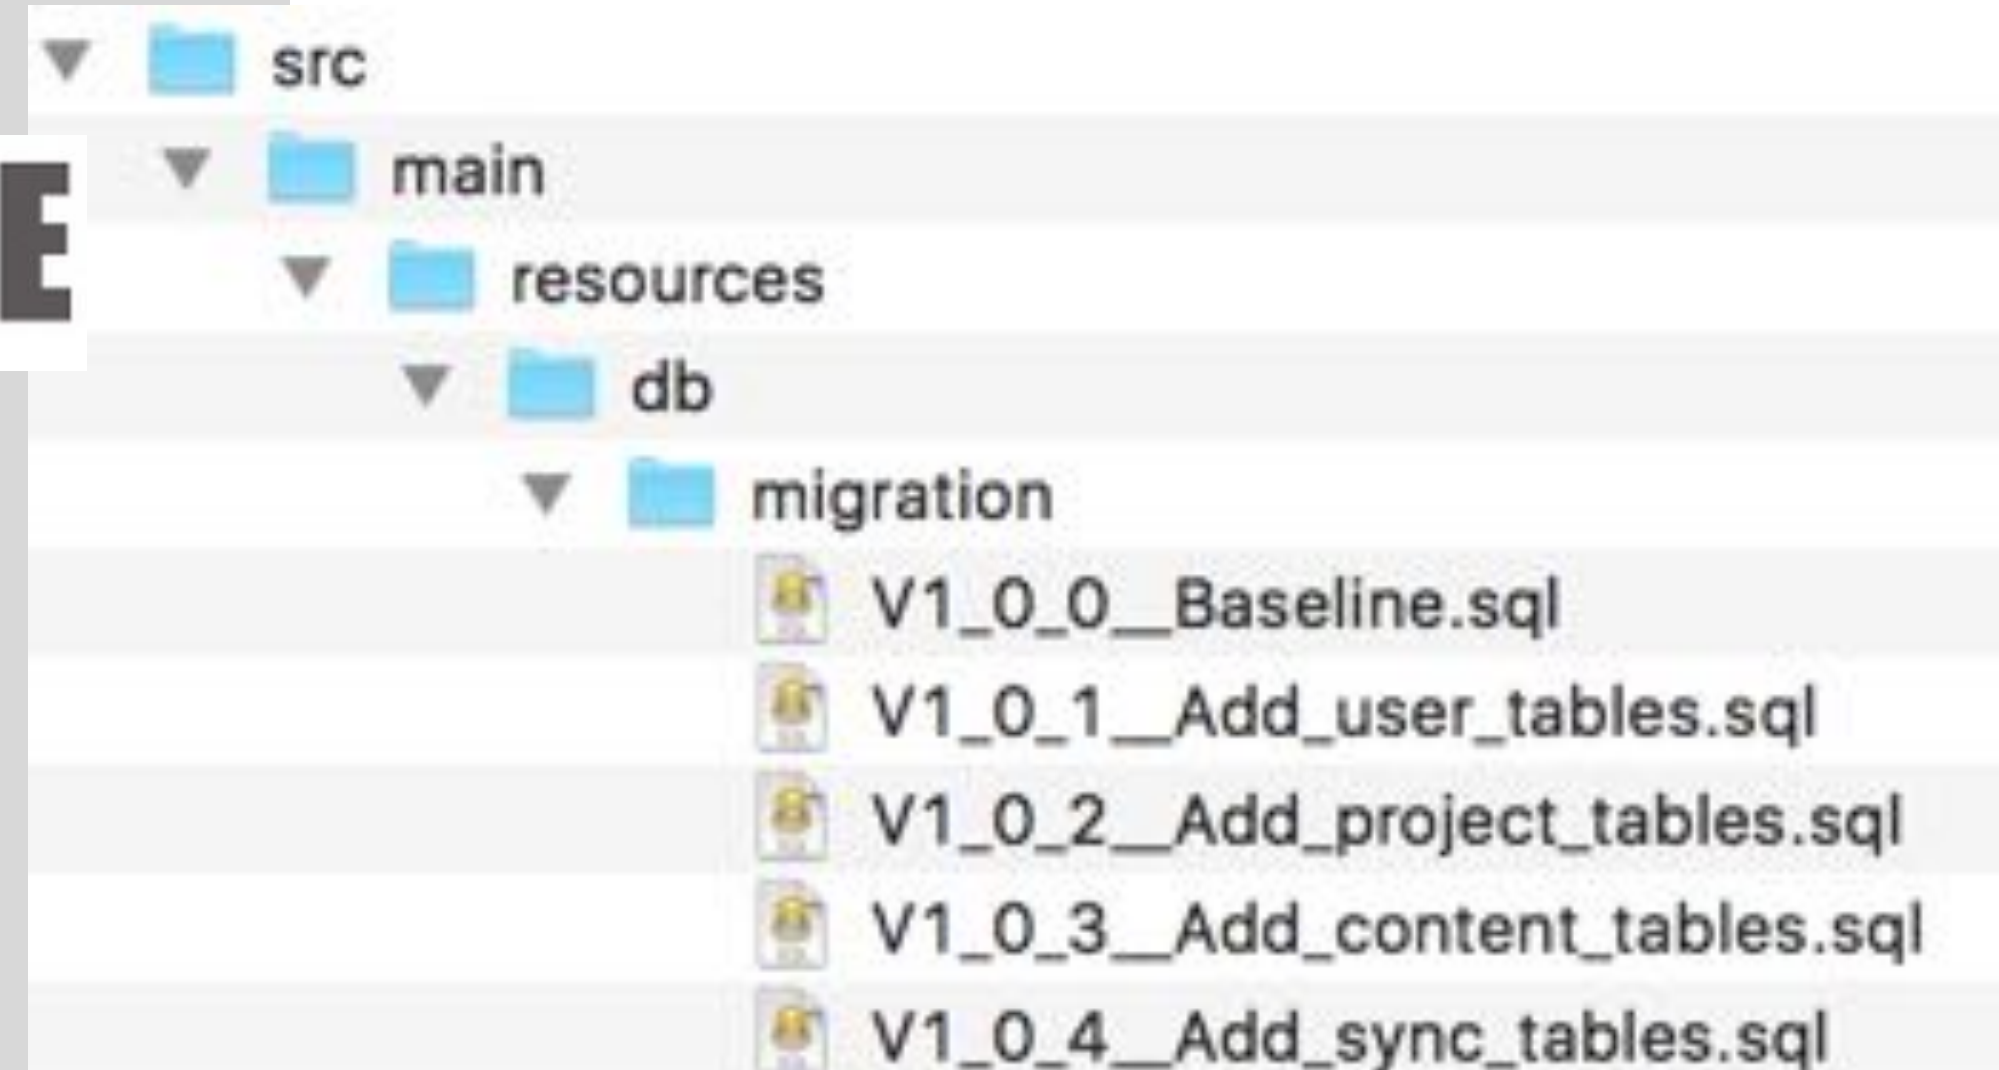 src
main
E
resources
db
migration
V1_0_0__Baseline.sql
V1_0_1__Add_user_tables.sql
V1_0_2__Add_project_tables.sql
V1_0_3__Add_content_tables.sql
V1_0_4__Add_sync_tables.sql